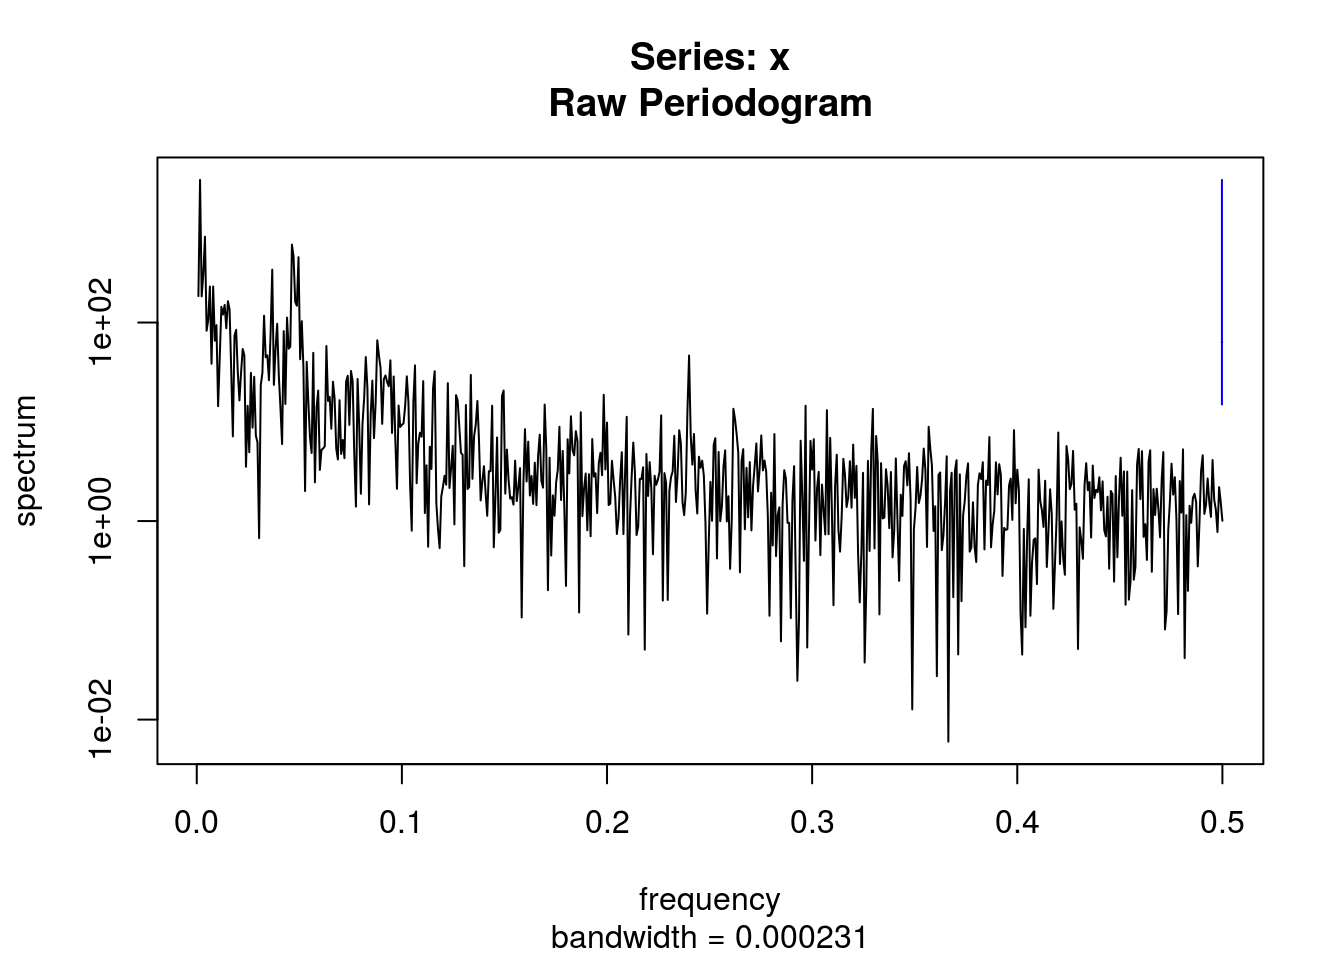 Series: x
Raw Periodogram
spectrum
1e+02
1e+00
1e-02
0.0 0.1 0.2 0.3 0.4 0.5
frequency
bandwidth = 0.000231